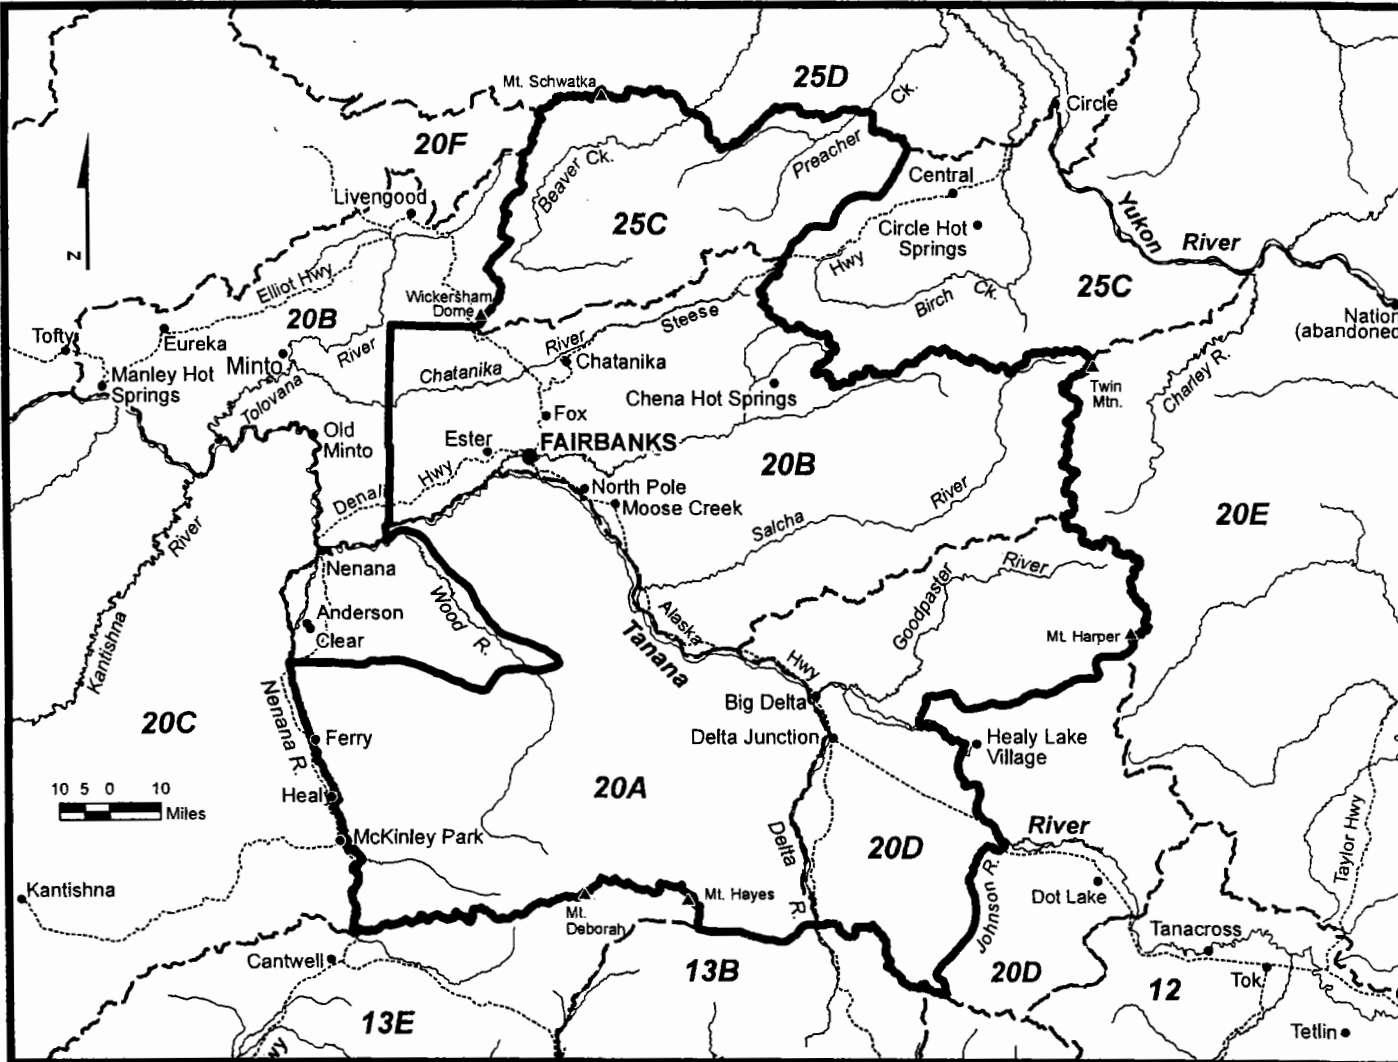 25D
Mt. Schwatka
Ck.
Circle
20F
Beaver Ck.
Preacher
Central
Livengood
25C
Circle Hot
Springs
Yukon
River
N
Elliot Hwy
Hwy
Birch Ck.
25C
Wickersham
Dome
20B
Steese
Nation
(abandoned
Tofty
Eureka
River
River
Chatanika
Minto
Chatanika
Manley Hot
Springs
Tolovana
Chena Hot Springs
Twin
Mtn.
Charley R.
Fox
Old
Minto
Ester
FAIRBANKS
20B
Hwy
Denali
North Pole
Moose Creek
River
Salcha
20E
River
Nenana
River
Goodpaster
Wood R.
Anderson
Clear
Alaska
Tanana
Mt. Harper
Kantishna
Hwy
Nenana R.
Big Delta
20C
Ferry
Delta Junction
Healy Lake
Village
10 5 0 10
Miles
Healy
20A
McKinley Park
Delta R.
20D
River
Taylor Hwy
Kantishna
Johnson R.
Dot Lake
Mt.
Deborah
Mt. Hayes
Tanacross
Cantwell
13B
20D
12
Tok
13E
Hwy
Tetlin